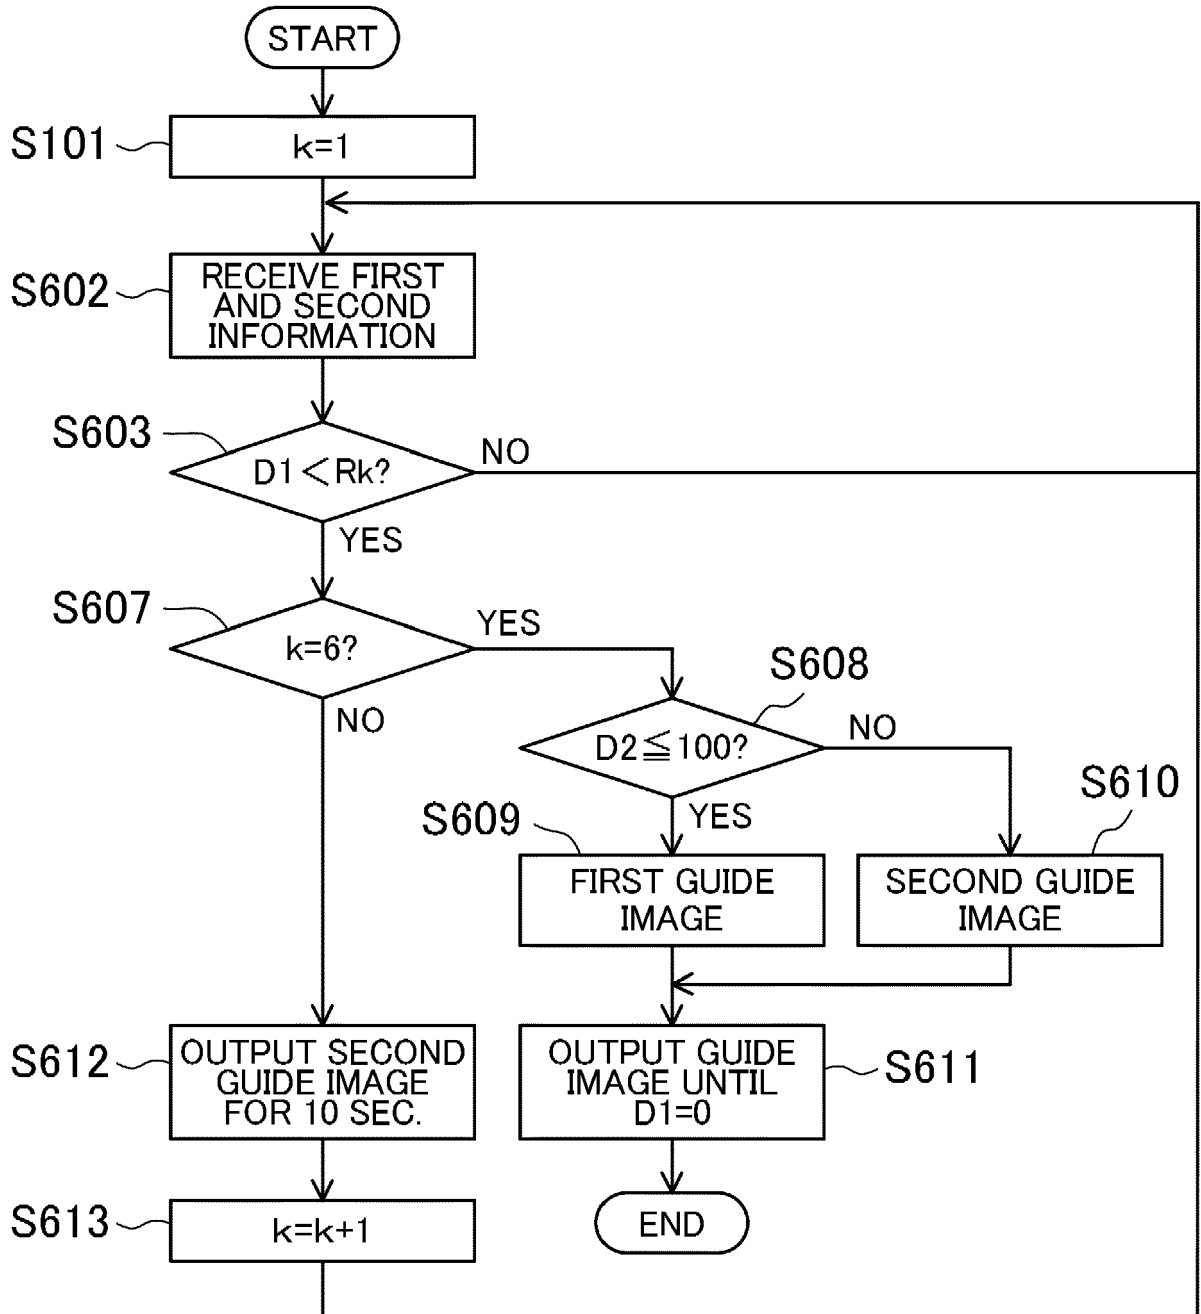 START
S101
k=1
S602
RECEIVE FIRST
AND SECOND
INFORMATION
S603
D1<Rk?
NO
YES
S607
k=6?
YES
NO
S608
D2≦100?
NO
YES
S609
FIRST GUIDE
IMAGE
S610
SECOND GUIDE
IMAGE
S612
OUTPUT SECOND
GUIDE IMAGE
FOR 10 SEC.
OUTPUT GUIDE
IMAGE UNTIL
D1=0
S611
S613
k=k+1
END